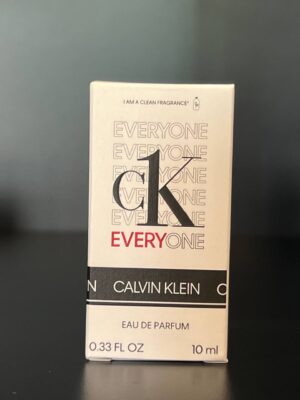 I AM A CLEAN FRAGRANCE*
EVERYONE
EVERYONE
EVERYONE
EVERYONE
EVERYONE
cK
EVERYONE
N CALVIN KLEIN C
EAU DE PARFUM
0.33 FL OZ 10 ml